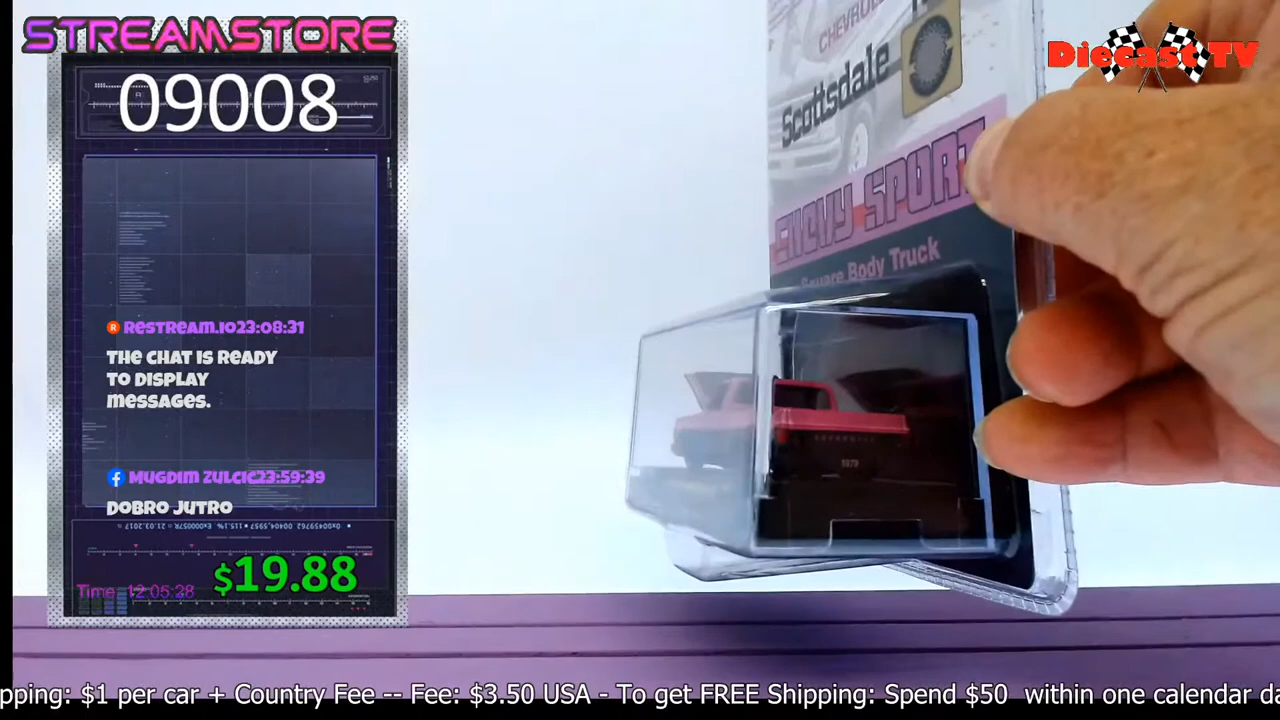 STREAMSTORE
09008
RESTREAM.IO23:08:31
THE CHAT IS READY
TO DISPLAY
MESSAGES.
MUGDIM ZULCIC23:59:39
DOBRO JUTRO
$19.88
Time 12:05:28
CHEVROL
Scottsdale
CHEVY SPORT
Square Body Truck
1973
Diecast TV
pping: $1 per car + Country Fee -- Fee: $3.50 USA - To get FREE Shipping: Spend $50 within one calendar da